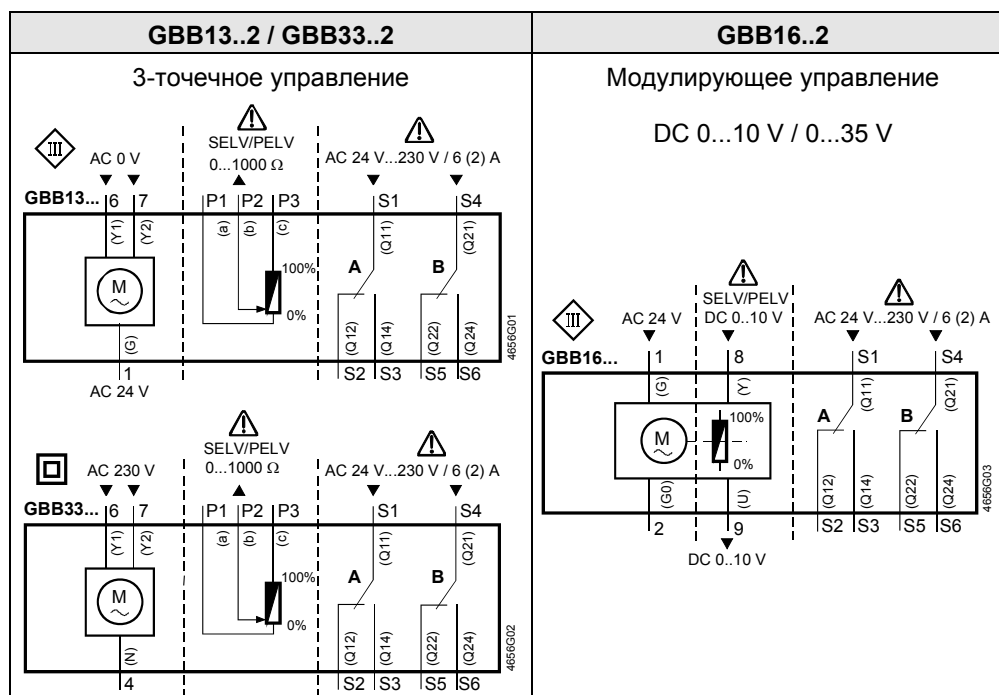 GBB13..2 / GBB33..2
GBB16..2
3-точечное управление
Модулирующее управление
DC 0...10 V / 0...35 V
III
AC 0 V
SELV/PELV
0...1000 Ω
AC 24 V...230 V / 6 (2) A
GBB13... 6 7 P1 P2 P3 S1 S4
(Y1) (Y2) (a) (b) (c) (Q11) (Q21)
M
100%
0%
A B
(G) (Q12) (Q14) (Q22) (Q24)
1 S2 S3 S5 S6
AC 24 V
4656G01
AC 230 V
SELV/PELV
0...1000 Ω
AC 24 V...230 V / 6 (2) A
GBB33... 6 7 P1 P2 P3 S1 S4
(Y1) (Y2) (a) (b) (c) (Q11) (Q21)
M
100%
0%
A B
(N) (Q12) (Q14) (Q22) (Q24)
4 S2 S3 S5 S6
4656G02
III
AC 24 V
SELV/PELV
DC 0...10 V
AC 24 V...230 V / 6 (2) A
GBB16... 1 8 S1 S4
(G) (Y) (Q11) (Q21)
M
100%
0%
A B
(G0) (U) (Q12) (Q14) (Q22) (Q24)
2 9 S2 S3 S5 S6
DC 0..10 V
4656G03